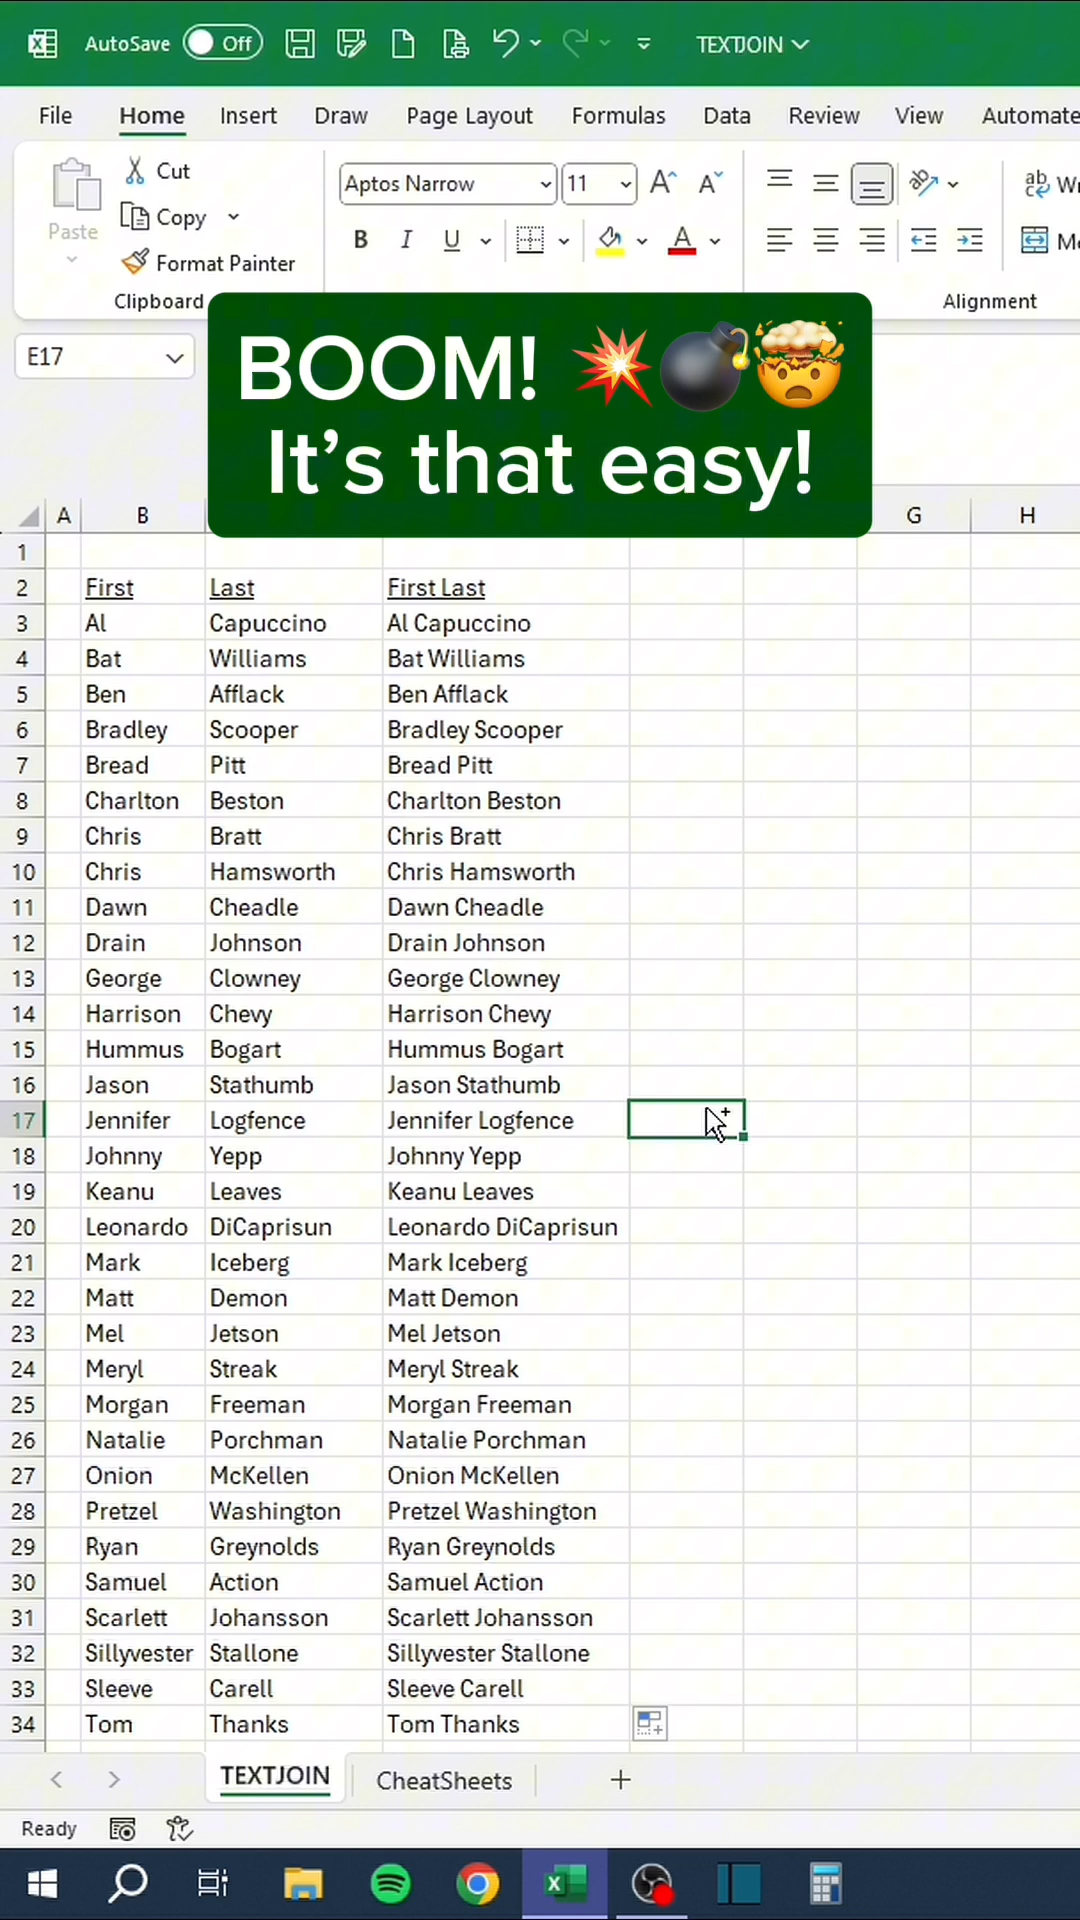 AutoSave Off TEXTJOIN
File Home Insert Draw Page Layout Formulas Data Review View Automate
Cut
Copy
Paste
Format Painter
Clipboard
Aptos Narrow 11
B I U A
ab
Alignment
E17
BOOM! 💥💣🤯
It’s that easy!
A B G H
1
2 First Last First Last
3 Al Capuccino Al Capuccino
4 Bat Williams Bat Williams
5 Ben Afflack Ben Afflack
6 Bradley Scooper Bradley Scooper
7 Bread Pitt Bread Pitt
8 Charlton Beston Charlton Beston
9 Chris Bratt Chris Bratt
10 Chris Hamsworth Chris Hamsworth
11 Dawn Cheadle Dawn Cheadle
12 Drain Johnson Drain Johnson
13 George Clowney George Clowney
14 Harrison Chevy Harrison Chevy
15 Hummus Bogart Hummus Bogart
16 Jason Stathumb Jason Stathumb
17 Jennifer Logfence Jennifer Logfence
18 Johnny Yepp Johnny Yepp
19 Keanu Leaves Keanu Leaves
20 Leonardo DiCaprisun Leonardo DiCaprisun
21 Mark Iceberg Mark Iceberg
22 Matt Demon Matt Demon
23 Mel Jetson Mel Jetson
24 Meryl Streak Meryl Streak
25 Morgan Freeman Morgan Freeman
26 Natalie Porchman Natalie Porchman
27 Onion McKellen Onion McKellen
28 Pretzel Washington Pretzel Washington
29 Ryan Greynolds Ryan Greynolds
30 Samuel Action Samuel Action
31 Scarlett Johansson Scarlett Johansson
32 Sillyvester Stallone Sillyvester Stallone
33 Sleeve Carell Sleeve Carell
34 Tom Thanks Tom Thanks
TEXTJOIN CheatSheets
Ready